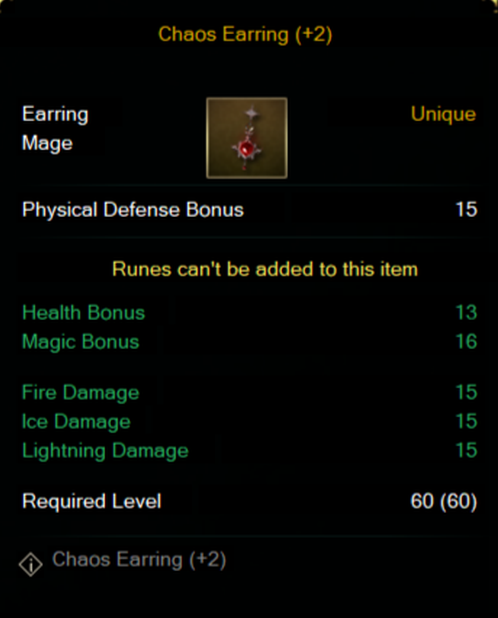 Chaos Earring (+2)
Earring
Unique
Mage
Physical Defense Bonus 15
Runes can't be added to this item
Health Bonus 13
Magic Bonus 16
Fire Damage 15
Ice Damage 15
Lightning Damage 15
Required Level 60 (60)
Chaos Earring (+2)